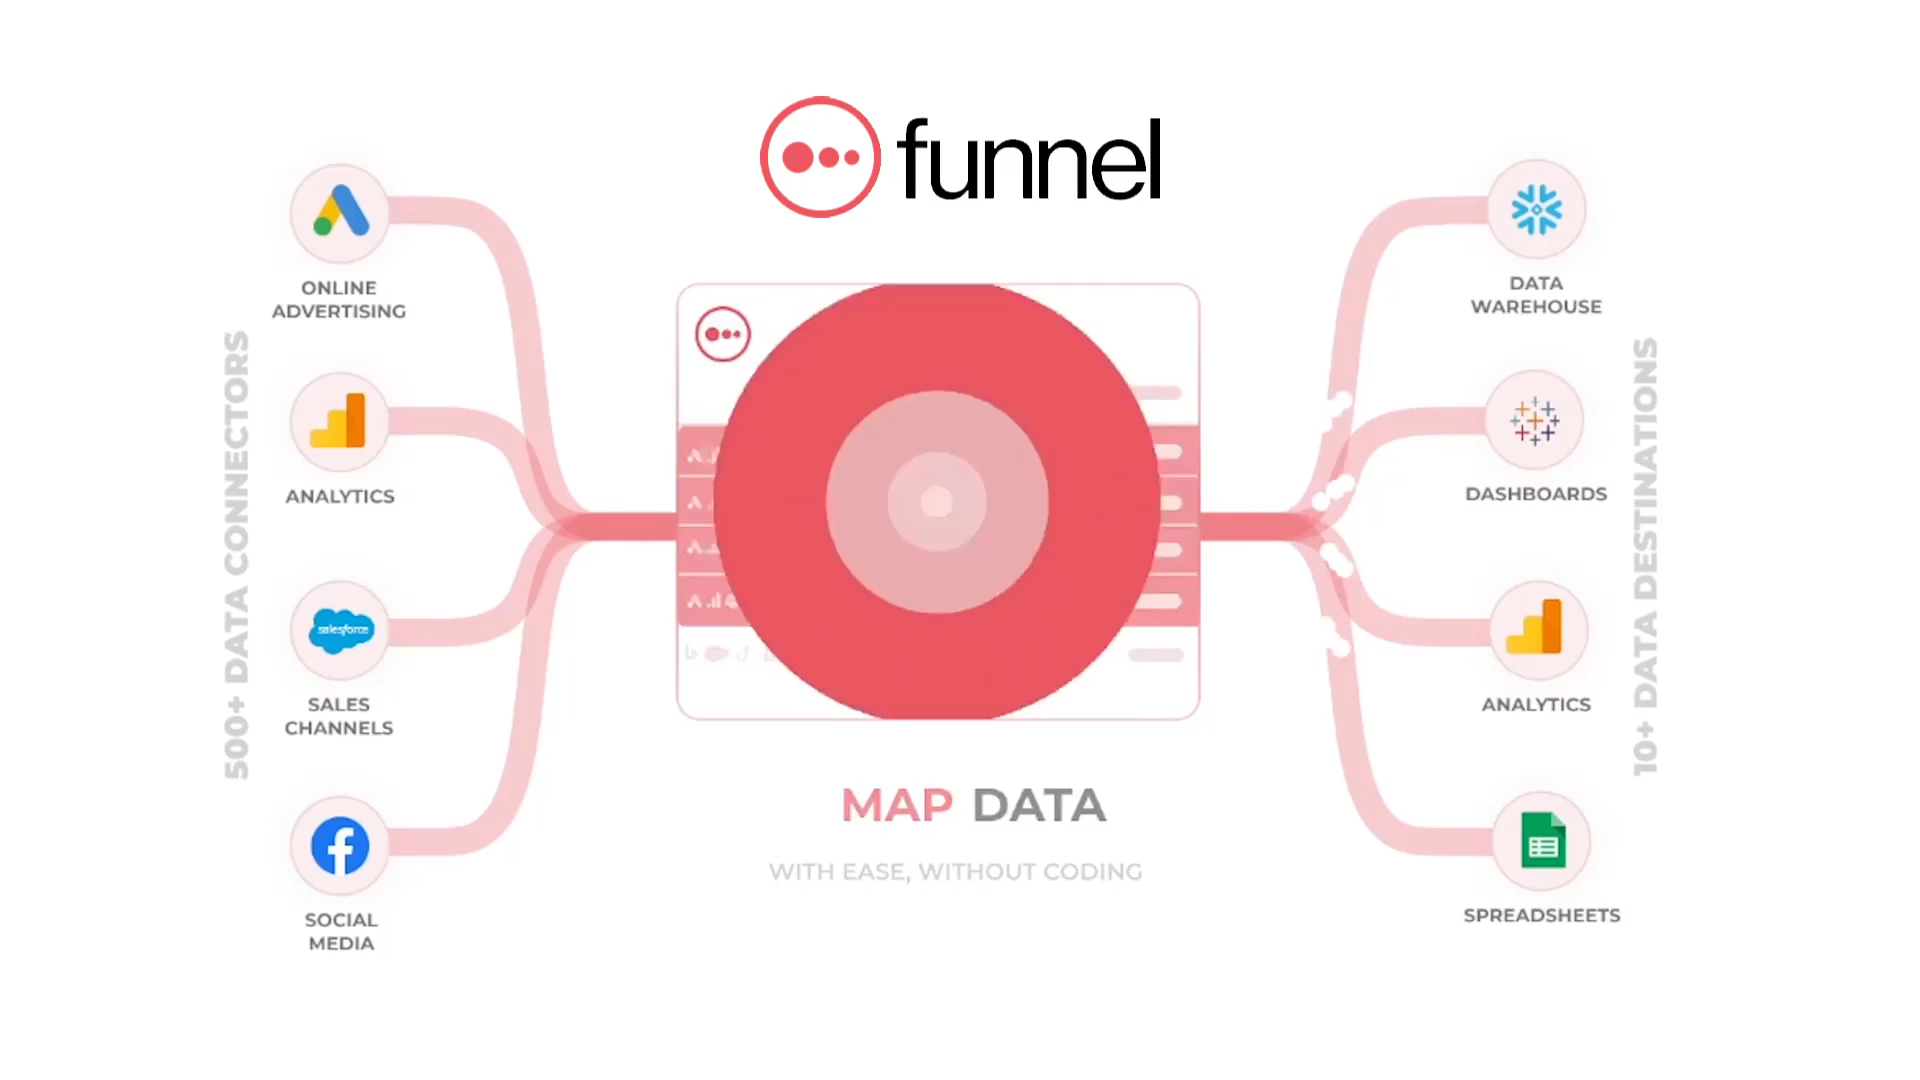 funnel
500+ DATA CONNECTORS
ONLINE
ADVERTISING
ANALYTICS
salesforce
SALES
CHANNELS
SOCIAL
MEDIA
MAP DATA
WITH EASE, WITHOUT CODING
DATA
WAREHOUSE
DASHBOARDS
ANALYTICS
SPREADSHEETS
10+ DATA DESTINATIONS